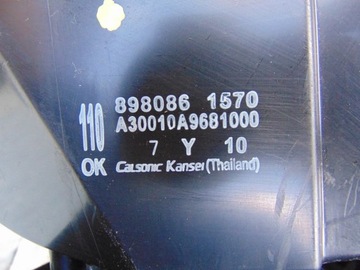 110 898086 1570
A30010A9681000
7 Y 10
OK Calsonic Kansei (Thailand)